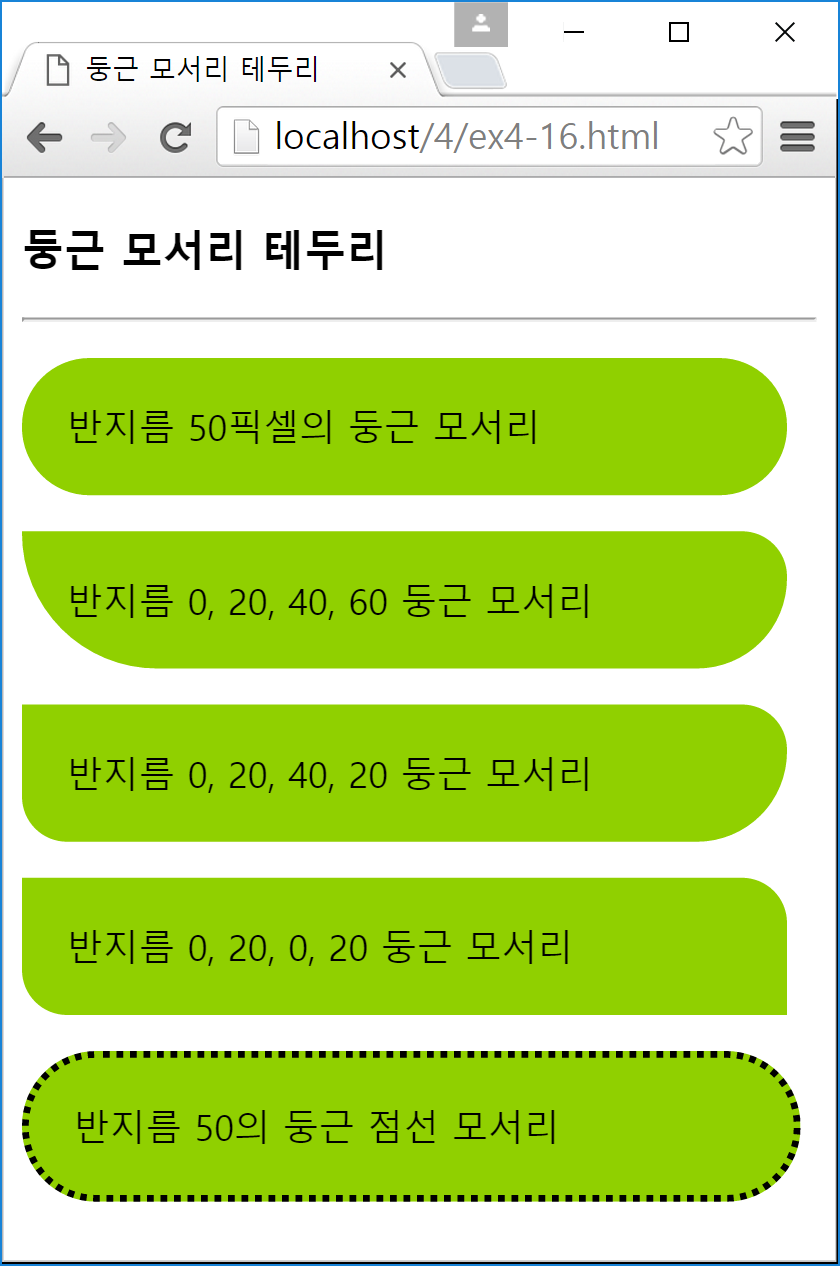 둥근 모서리 테두리
localhost/4/ex4-16.html
둥근 모서리 테두리
반지름 50픽셀의 둥근 모서리
반지름 0, 20, 40, 60 둥근 모서리
반지름 0, 20, 40, 20 둥근 모서리
반지름 0, 20, 0, 20 둥근 모서리
반지름 50의 둥근 점선 모서리